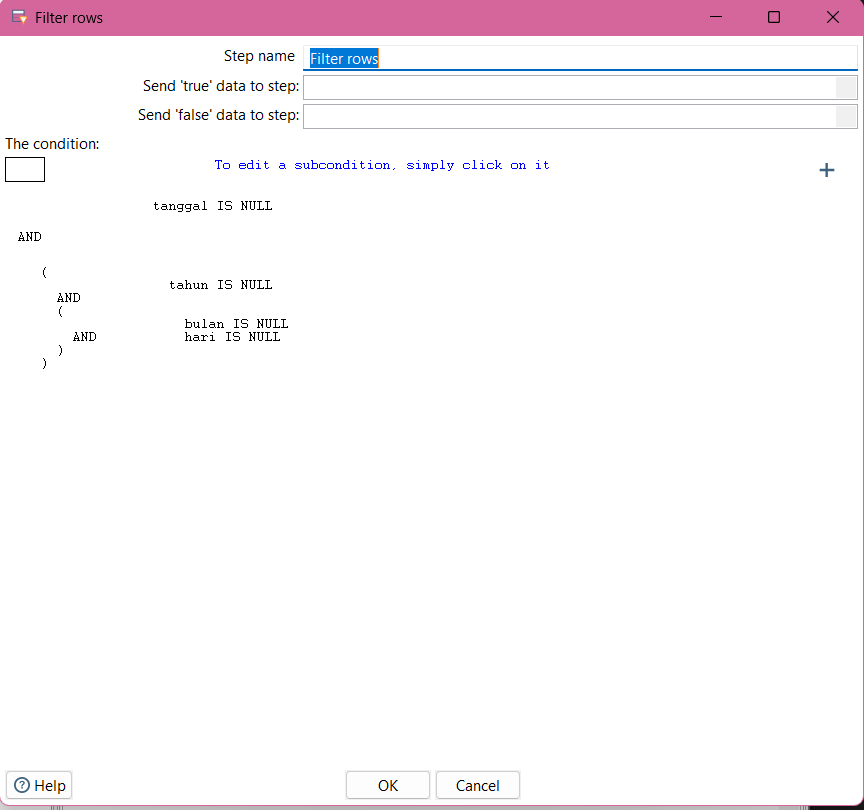 Filter rows
Step name Filter rows
Send 'true' data to step:
Send 'false' data to step:
The condition:
To edit a subcondition, simply click on it
tanggal IS NULL
AND
(
tahun IS NULL
AND
(
bulan IS NULL
AND hari IS NULL
)
)
Help OK Cancel